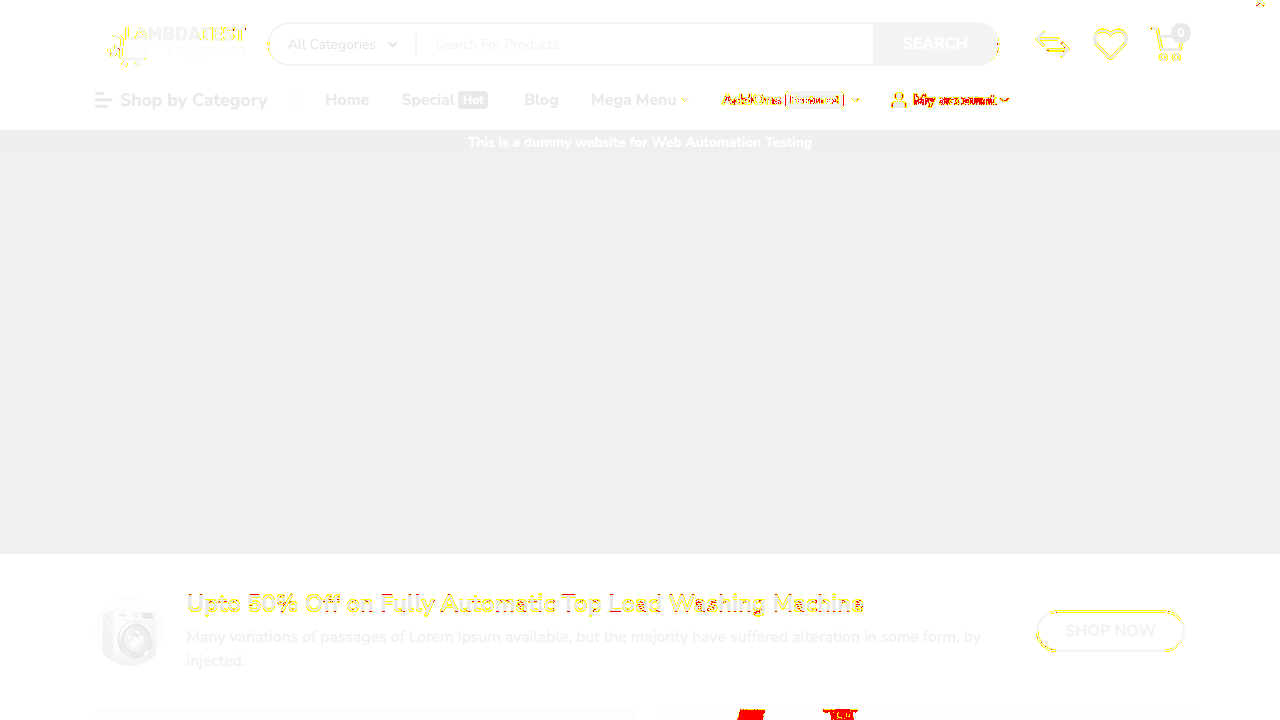 LAMBDATEST
Playground
All Categories
Search For Products
SEARCH
0
Shop by Category
Home
Special Hot
Blog
Mega Menu
AddOns Featured
My account
This is a dummy website for Web Automation Testing
Upto 50% Off on Fully Automatic Top Load Washing Machine
Many variations of passages of Lorem Ipsum available, but the majority have suffered alteration in some form, by
injected.
SHOP NOW